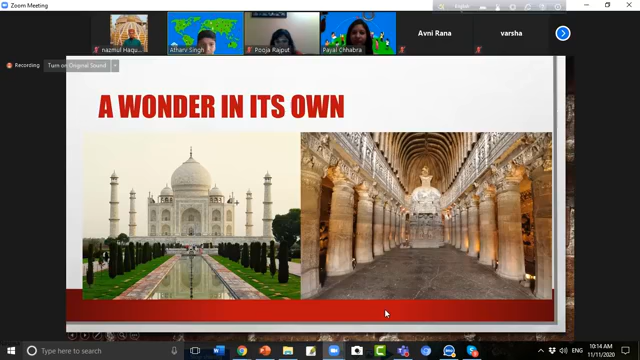 Zoom Meeting
English
nazmul Haqu...
Atharv Singh
Pooja Rajput
Payal Chhabra
Avni Rana
varsha
Recording
Turn on Original Sound
A WONDER IN ITS OWN
Type here to search
ENG
10:14 AM
11/11/2020